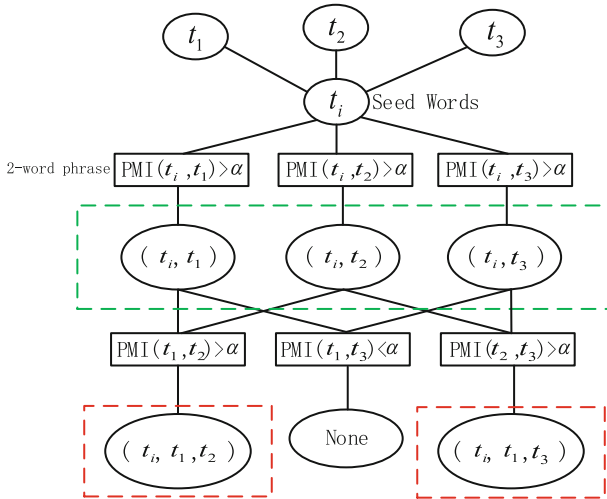 t1 t2 t3
ti Seed Words
2-word phrase PMI(ti,t1)>α PMI(ti,t2)>α PMI(ti,t3)>α
( ti, t1 ) ( ti, t2 ) ( ti, t3 )
PMI(t1,t2)>α PMI(t1,t3)<α PMI(t2,t3)>α
( ti, t1,t2 ) None ( ti, t1,t3 )